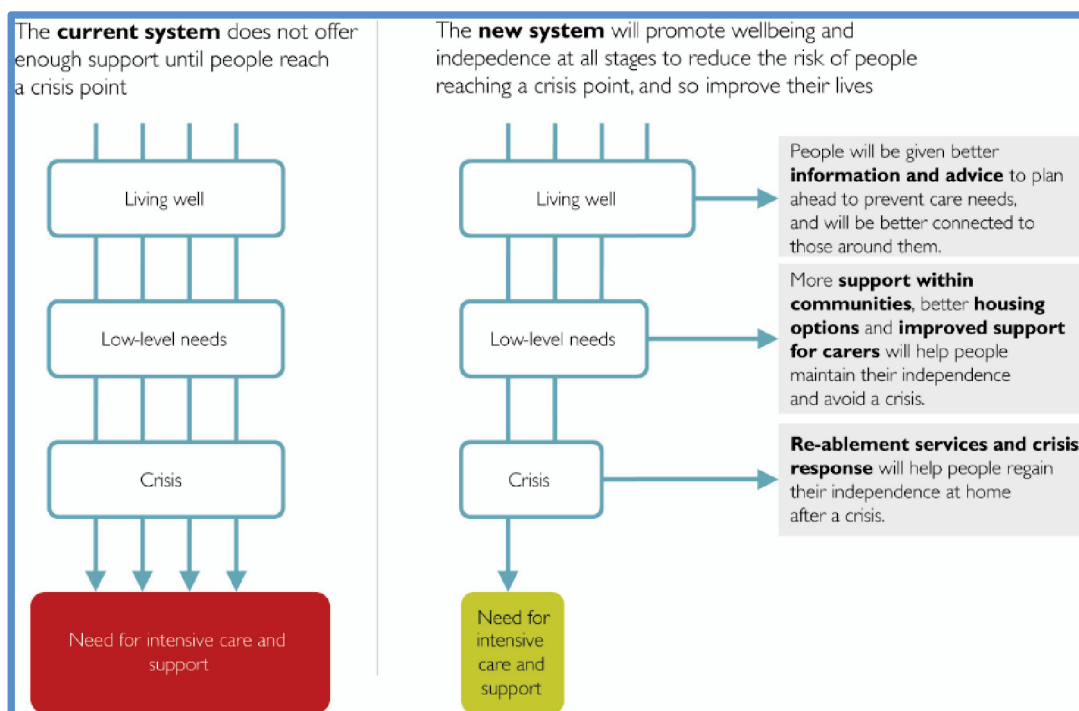 The current system does not offer
enough support until people reach
a crisis point
Living well
Low-level needs
Crisis
Need for intensive care and
support
The new system will promote wellbeing and
indepedence at all stages to reduce the risk of people
reaching a crisis point, and so improve their lives
Living well
People will be given better
information and advice to plan
ahead to prevent care needs,
and will be better connected to
those around them.
Low-level needs
More support within
communities, better housing
options and improved support
for carers will help people
maintain their independence
and avoid a crisis.
Crisis
Re-ablement services and crisis
response will help people regain
their independence at home
after a crisis.
Need for
intensive
care and
support